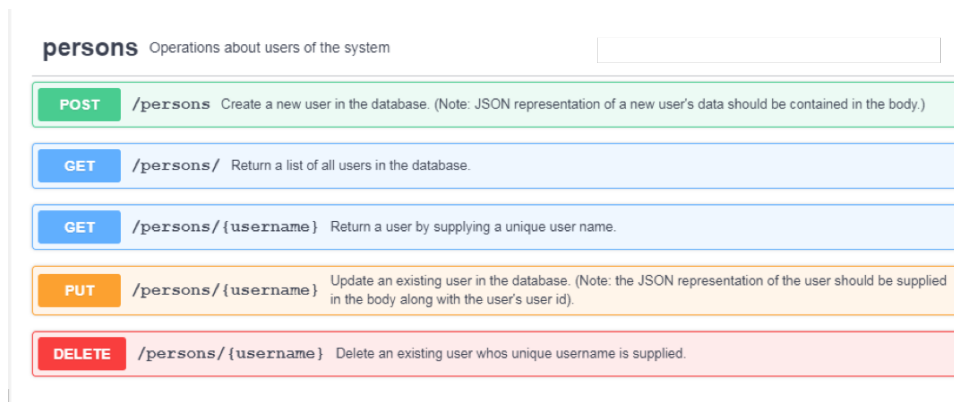 persons Operations about users of the system
POST /persons Create a new user in the database. (Note: JSON representation of a new user's data should be contained in the body.)
GET /persons/ Return a list of all users in the database.
GET /persons/{username} Return a user by supplying a unique user name.
PUT /persons/{username} Update an existing user in the database. (Note: the JSON representation of the user should be supplied
in the body along with the user's user id).
DELETE /persons/{username} Delete an existing user whos unique username is supplied.